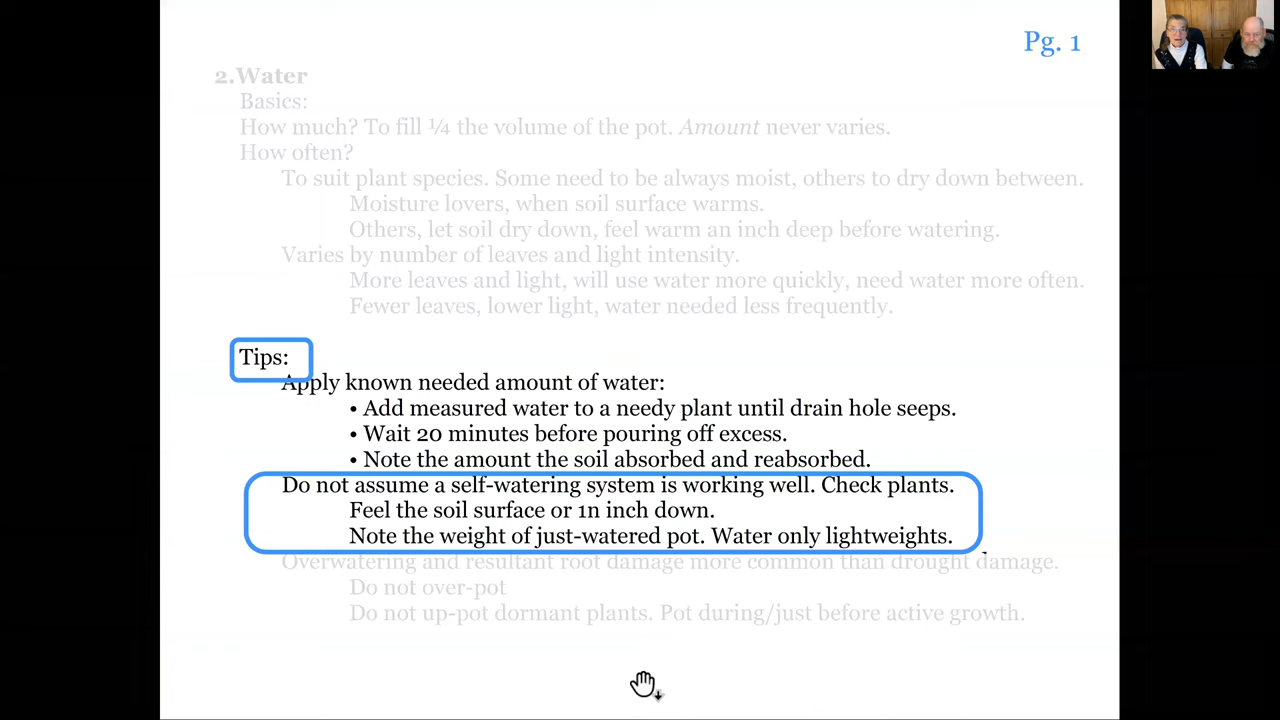 Pg. 1
2.Water
Basics:
How much? To fill ¼ the volume of the pot. Amount never varies.
How often?
To suit plant species. Some need to be always moist, others to dry down between.
Moisture lovers, when soil surface warms.
Others, let soil dry down, feel warm an inch deep before watering.
Varies by number of leaves and light intensity.
More leaves and light, will use water more quickly, need water more often.
Fewer leaves, lower light, water needed less frequently.
Tips:
Apply known needed amount of water:
• Add measured water to a needy plant until drain hole seeps.
• Wait 20 minutes before pouring off excess.
• Note the amount the soil absorbed and reabsorbed.
Do not assume a self-watering system is working well. Check plants.
Feel the soil surface or 1n inch down.
Note the weight of just-watered pot. Water only lightweights.
Overwatering and resultant root damage more common than drought damage.
Do not over-pot
Do not up-pot dormant plants. Pot during/just before active growth.